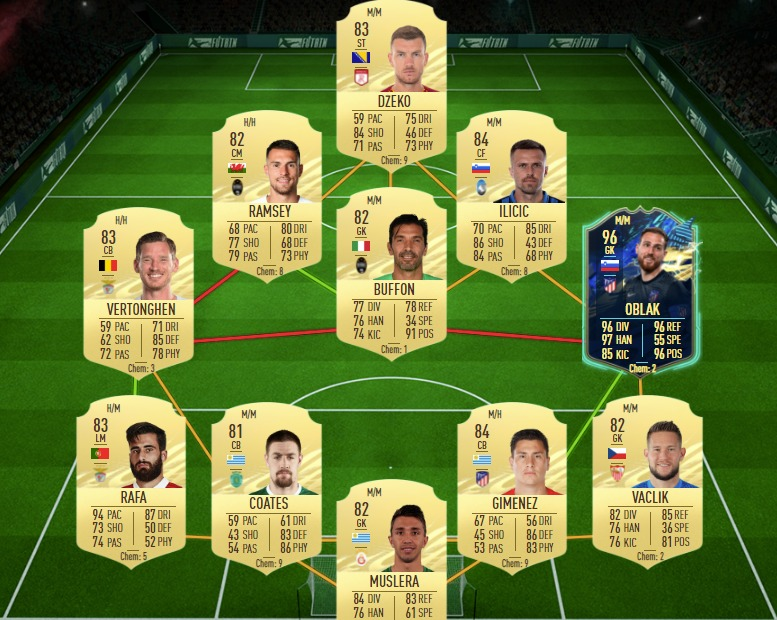 M/M
83
ST
DZEKO
59 PAC 75 DRI
84 SHO 46 DEF
71 PAS 73 PHY
Chem: 9
H/H
82
CM
RAMSEY
68 PAC 80 DRI
77 SHO 68 DEF
79 PAS 73 PHY
Chem: 8
M/M
84
CF
ILICIC
70 PAC 85 DRI
86 SHO 43 DEF
84 PAS 68 PHY
Chem: 8
M/M
82
GK
BUFFON
77 DIV 78 REF
76 HAN 34 SPE
74 KIC 91 POS
Chem: 1
H/H
83
CB
VERTONGHEN
59 PAC 71 DRI
62 SHO 85 DEF
72 PAS 78 PHY
Chem: 3
M/M
96
GK
OBLAK
96 DIV 96 REF
97 HAN 55 SPE
85 KIC 96 POS
Chem: 2
H/M
83
LM
RAFA
94 PAC 87 DRI
73 SHO 50 DEF
74 PAS 52 PHY
Chem: 5
M/M
81
CB
COATES
59 PAC 61 DRI
43 SHO 83 DEF
54 PAS 86 PHY
Chem: 9
M/H
84
CB
GIMENEZ
67 PAC 56 DRI
45 SHO 86 DEF
53 PAS 83 PHY
Chem: 9
M/M
82
GK
VACLIK
82 DIV 85 REF
76 HAN 36 SPE
76 KIC 81 POS
Chem: 2
M/M
82
GK
MUSLERA
84 DIV 83 REF
76 HAN 61 SPE